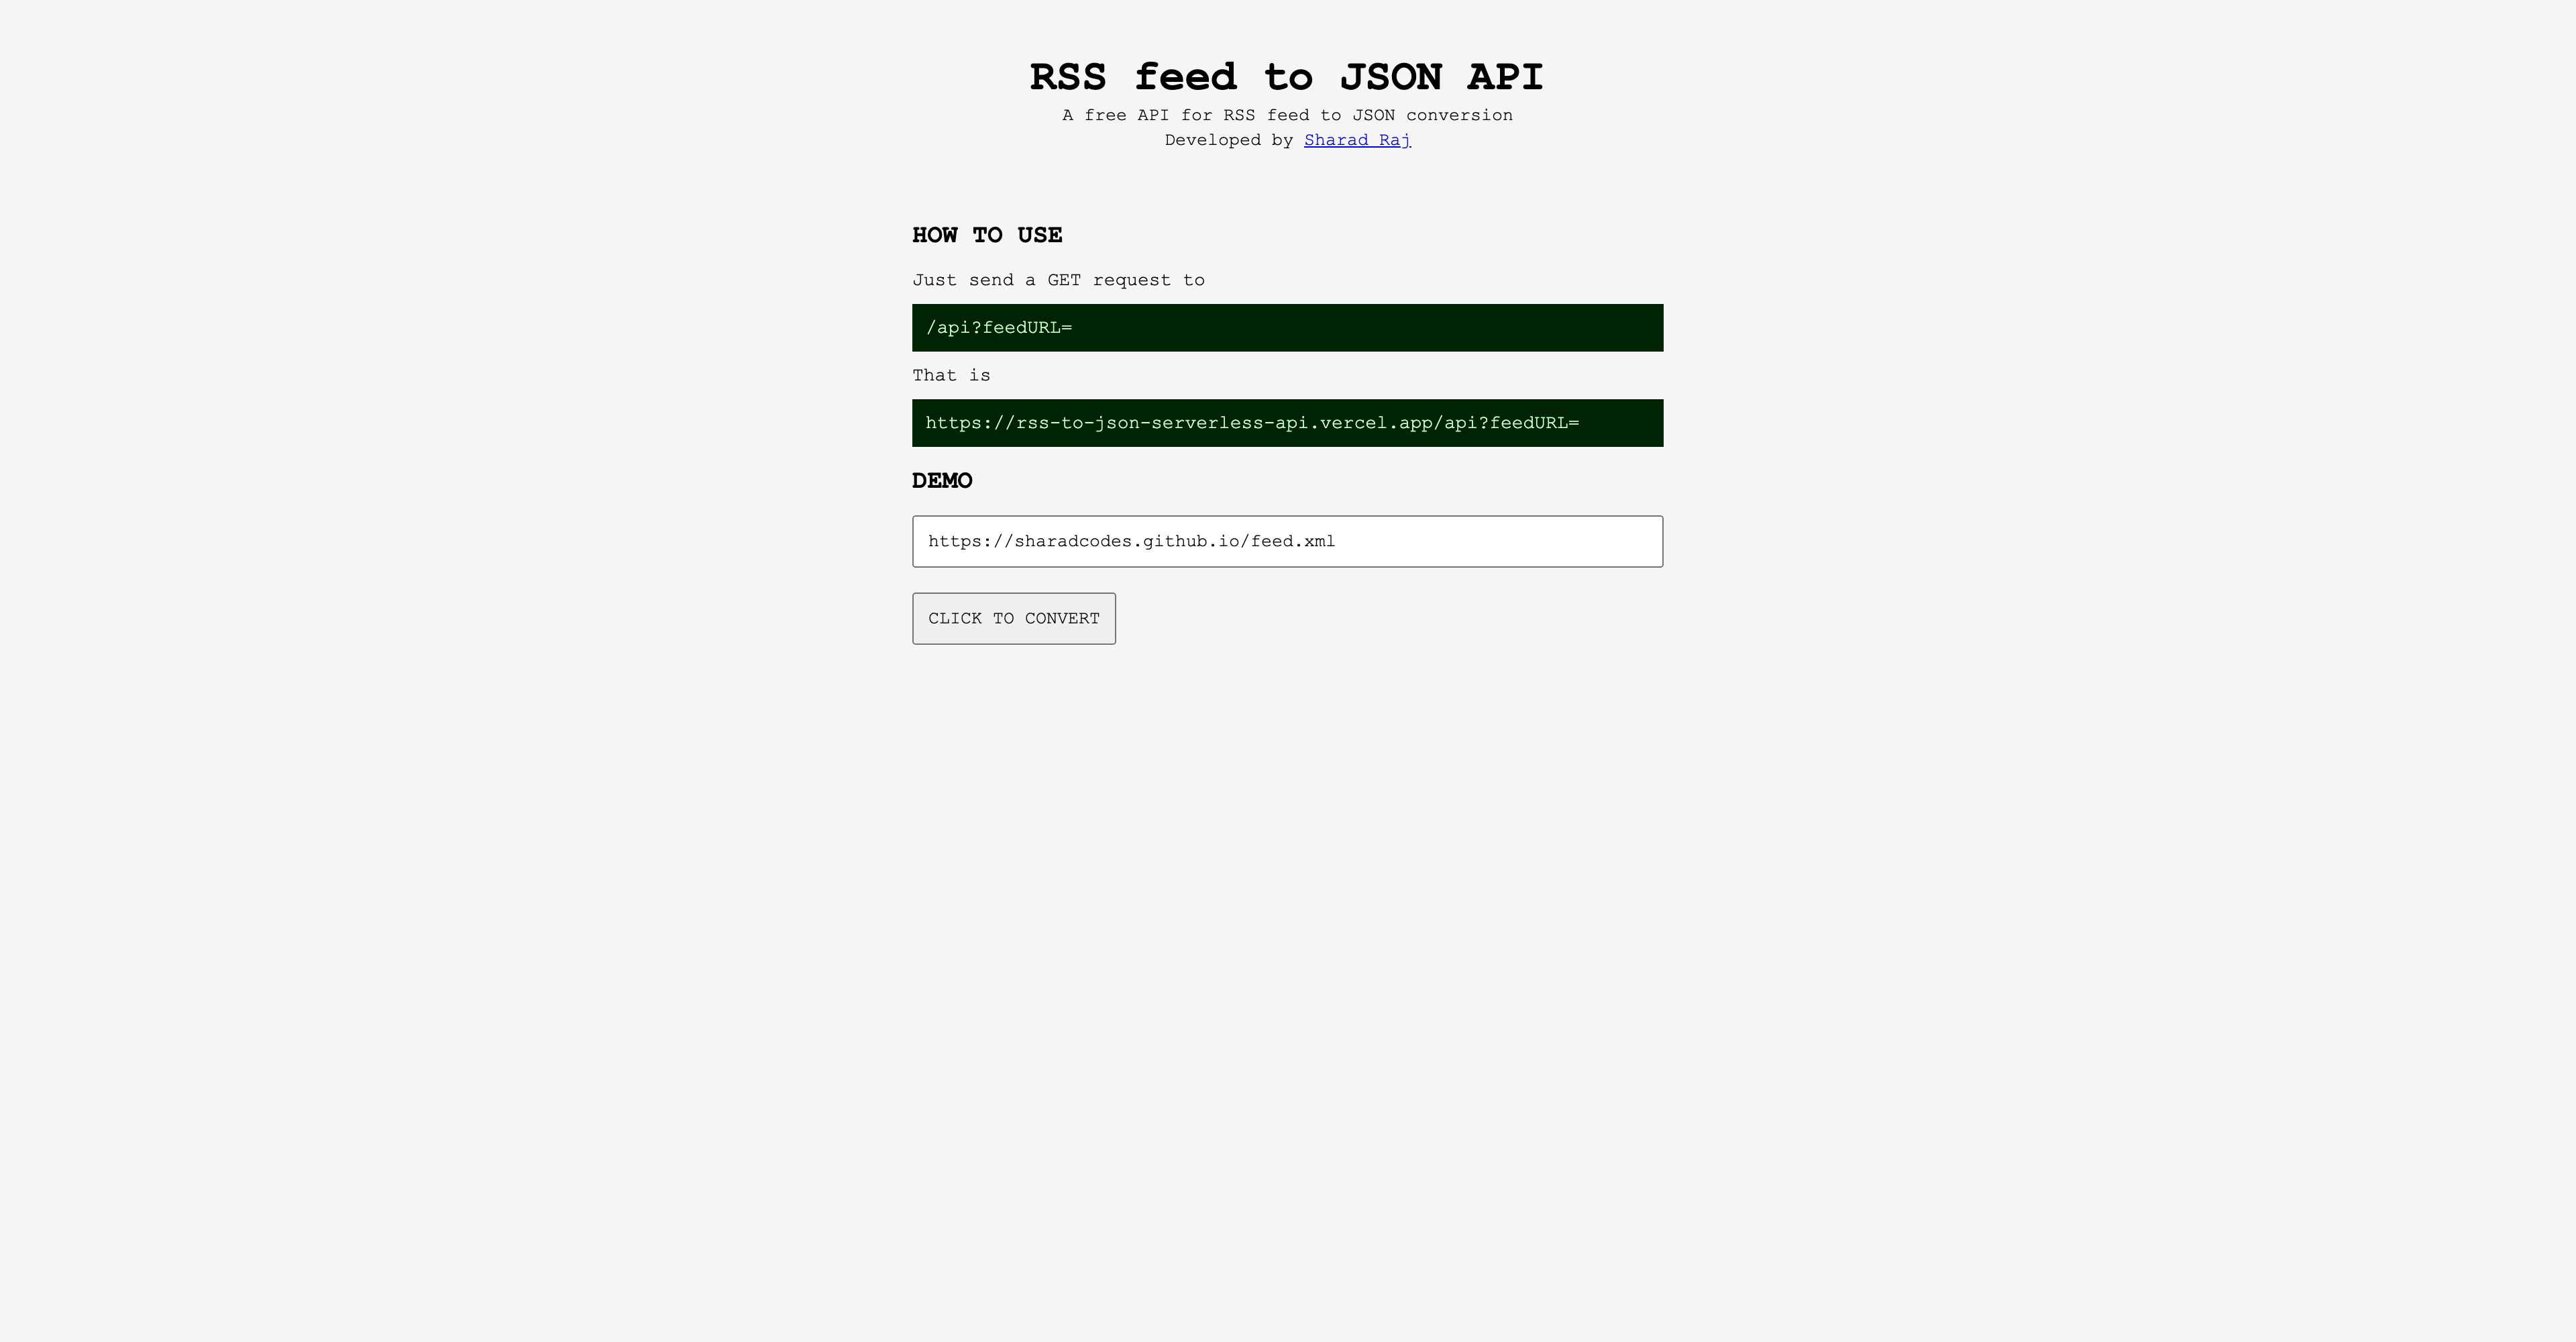 RSS feed to JSON API
A free API for RSS feed to JSON conversion
Developed by Sharad Raj
HOW TO USE
Just send a GET request to
/api?feedURL=
That is
https://rss-to-json-serverless-api.vercel.app/api?feedURL=
DEMO
https://sharadcodes.github.io/feed.xml
CLICK TO CONVERT